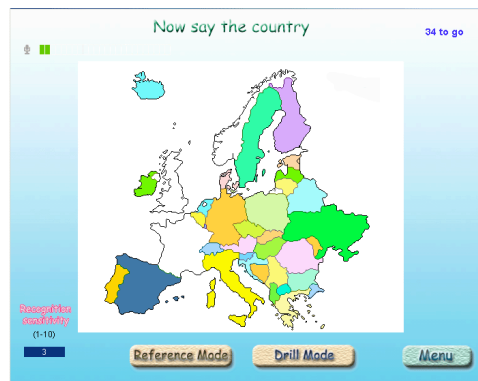 Now say the country
34 to go
Recognition
sensitivity
(1-10)
3
Reference Mode
Drill Mode
Menu